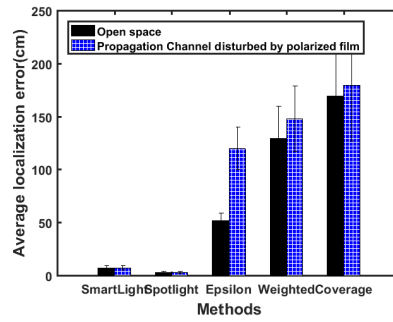 Open space
Propagation Channel disturbed by polarized film
250
200
150
100
50
0
Average localization error(cm)
SmartLight Spotlight Epsilon Weighted Coverage
Methods